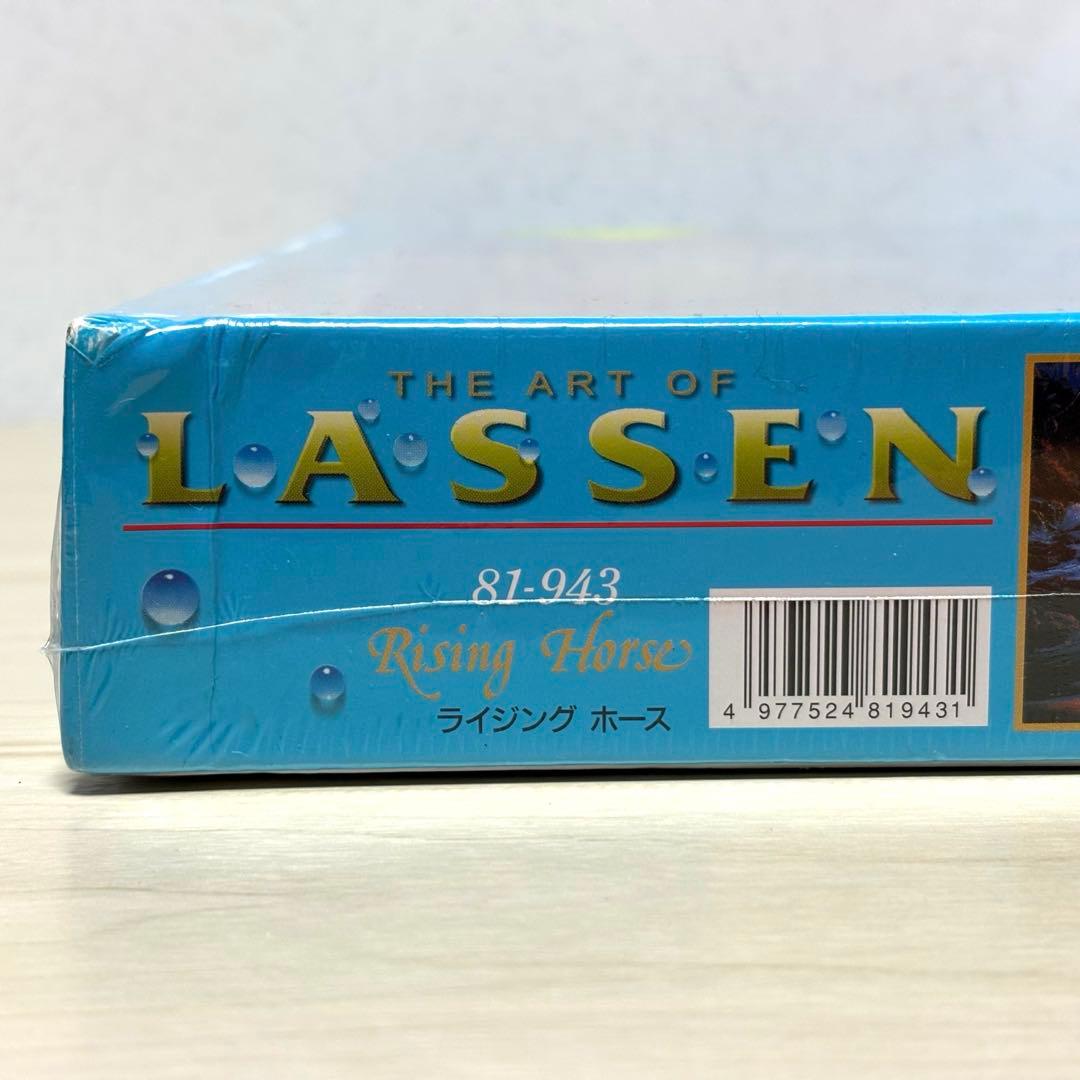 THE ART OF
LASSEN
81-943
Rising Horse
ライジング ホース
4 977524 819431